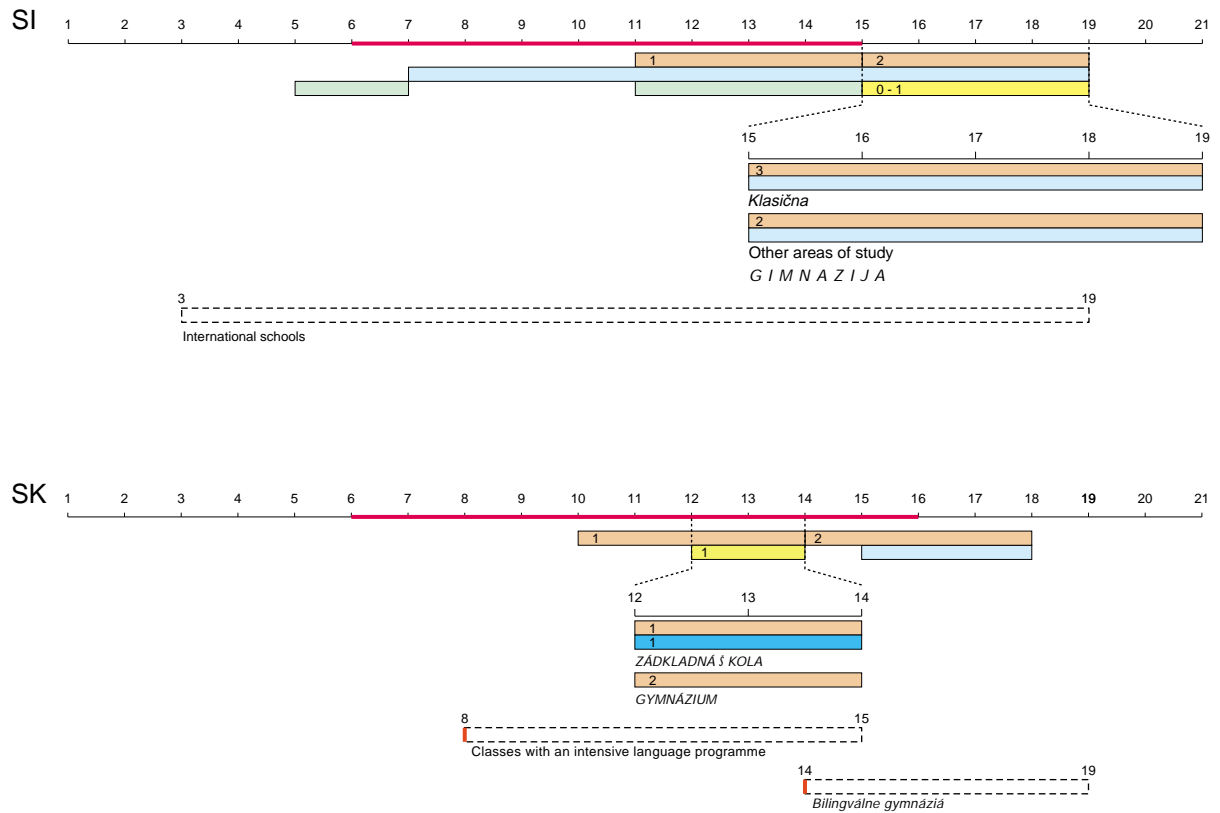 SI
1 2 3 4 5 6 7 8 9 10 11 12 13 14 15 16 17 18 19 20 21
1 2
0 - 1
15 16 17 18 19
3
Klasična
2
Other areas of study
GIMNAZIJA
3 19
International schools
SK
1 2 3 4 5 6 7 8 9 10 11 12 13 14 15 16 17 18 19 20 21
1 2
1
12 13 14
1
1
ZÁDKLADNÁ Š KOLA
2
GYMNÁZIUM
8 15
Classes with an intensive language programme
14 19
Bilingválne gymnáziá